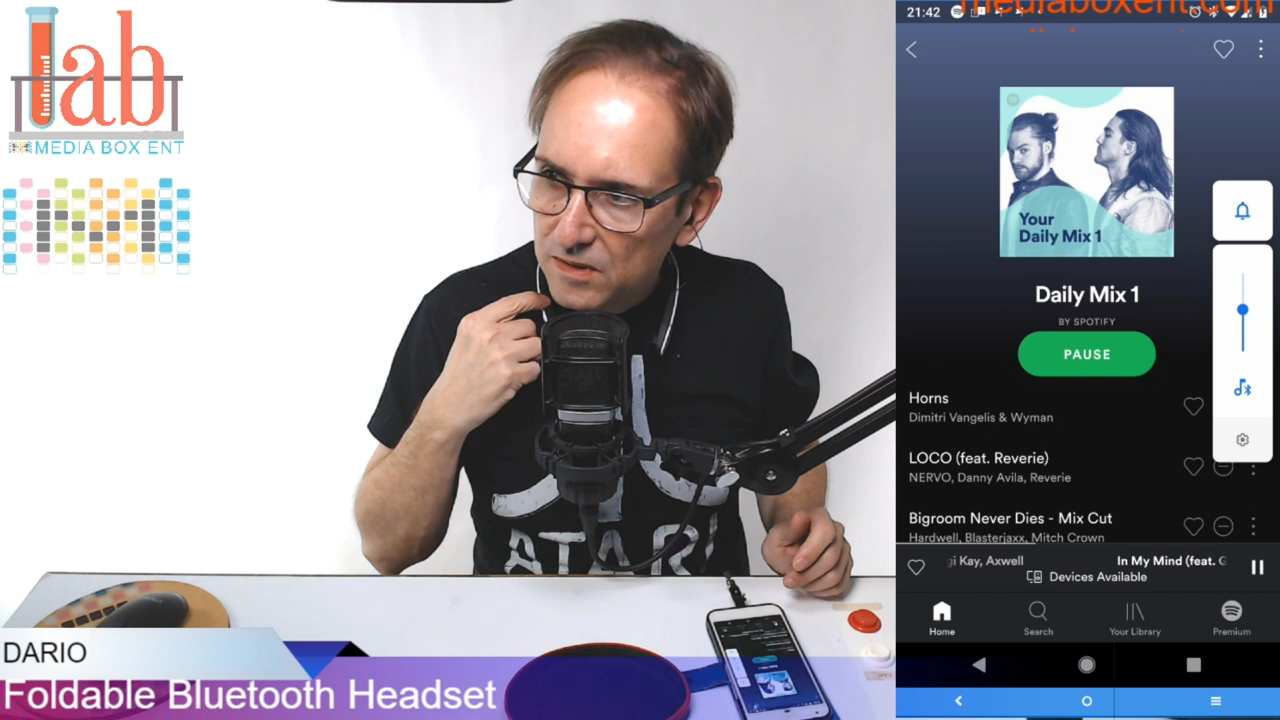 lab
MEDIA BOX ENT
ATARI
DARIO
Foldable Bluetooth Headset
mediaboxent.com
21:42
Your
Daily Mix 1
Daily Mix 1
BY SPOTIFY
PAUSE
Horns
Dimitri Vangelis & Wyman
LOCO (feat. Reverie)
NERVO, Danny Avila, Reverie
Bigroom Never Dies - Mix Cut
Hardwell, Blasterjaxx, Mitch Crown
gi Kay, Axwell In My Mind (feat. G
Devices Available
Home Search Your Library Premium